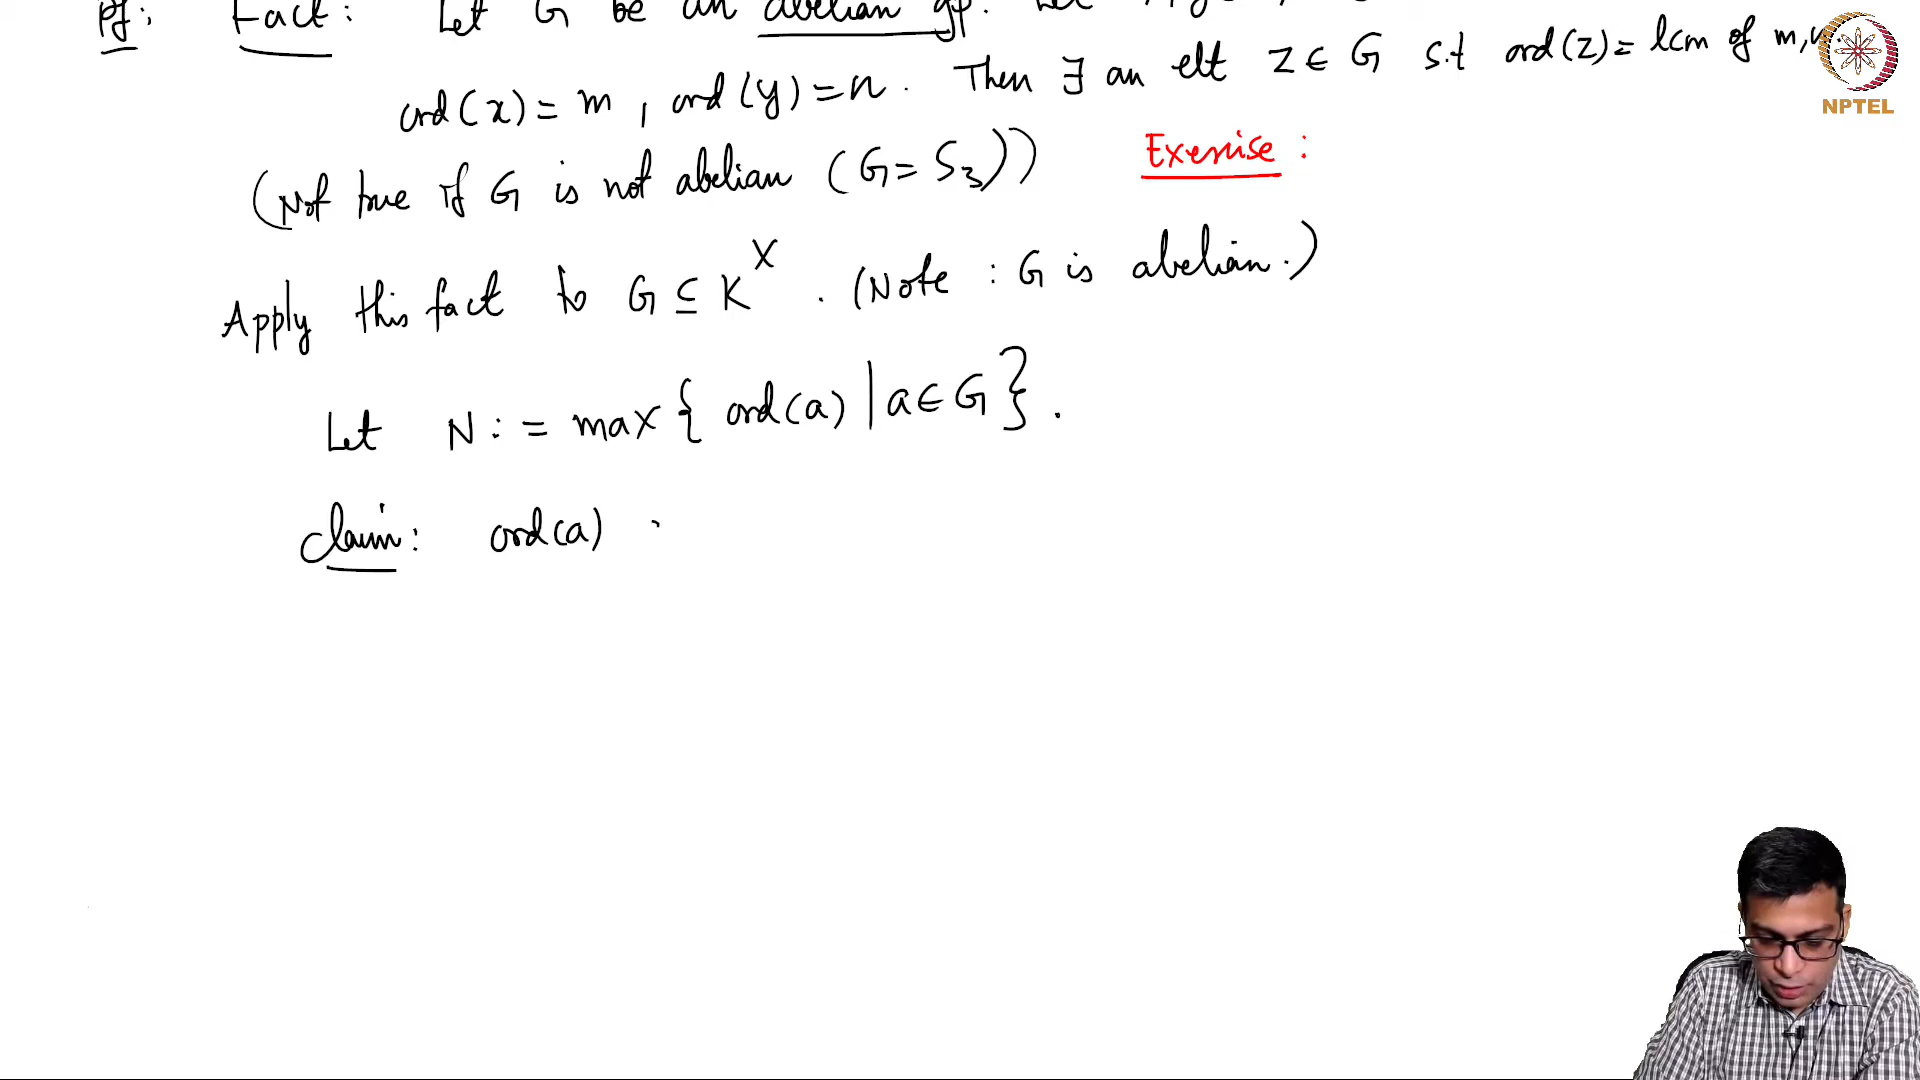 Pf: Fact: Let G be an abelian gp. Let
ord(x) = m, ord(y) = n. Then ∃ an elt z ∈ G s.t ord(z) = lcm of m,n.
(Not true if G is not abelian (G = S₃)) Exercise:
Apply this fact to G ⊆ K^X. (Note: G is abelian.)
Let N := max { ord(a) | a ∈ G }.
Claim: ord(a)
NPTEL